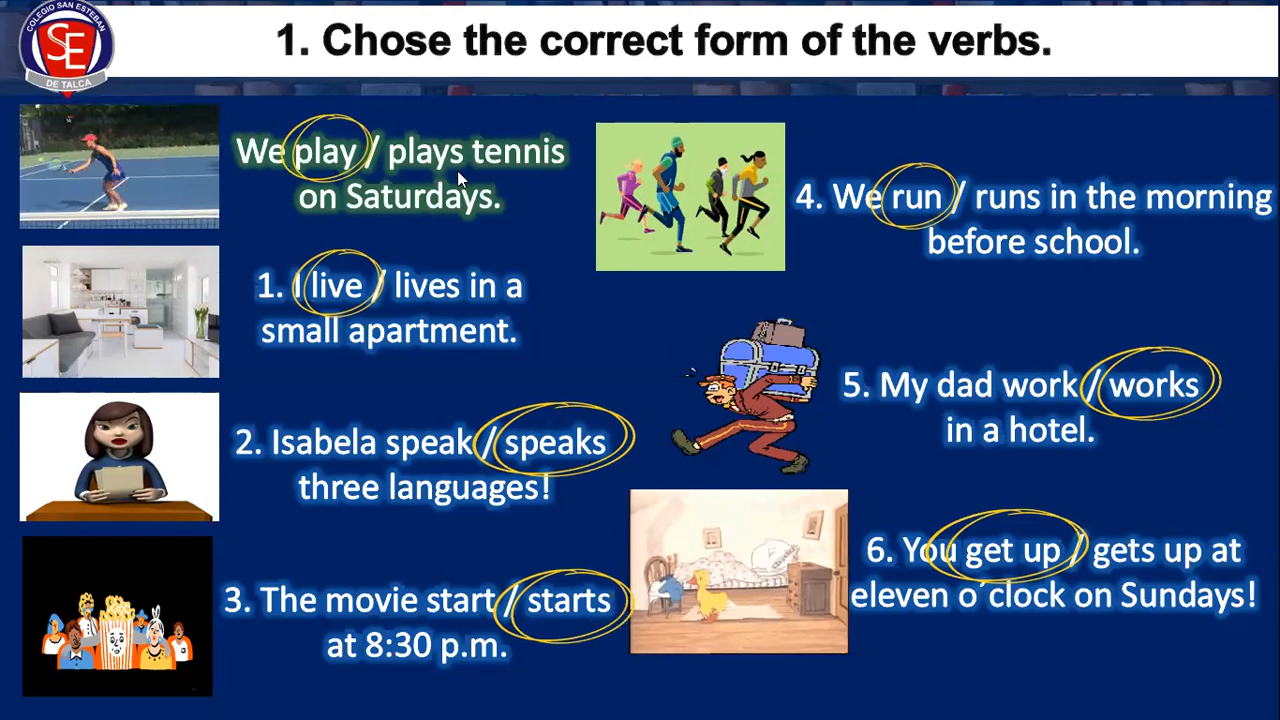 COLEGIO SAN ESTEBAN
SE
DE TALCA
1. Chose the correct form of the verbs.
We play / plays tennis
on Saturdays.
1. I live / lives in a
small apartment.
2. Isabela speak / speaks
three languages!
3. The movie start / starts
at 8:30 p.m.
4. We run / runs in the morning
before school.
5. My dad work / works
in a hotel.
6. You get up / gets up at
eleven o´clock on Sundays!